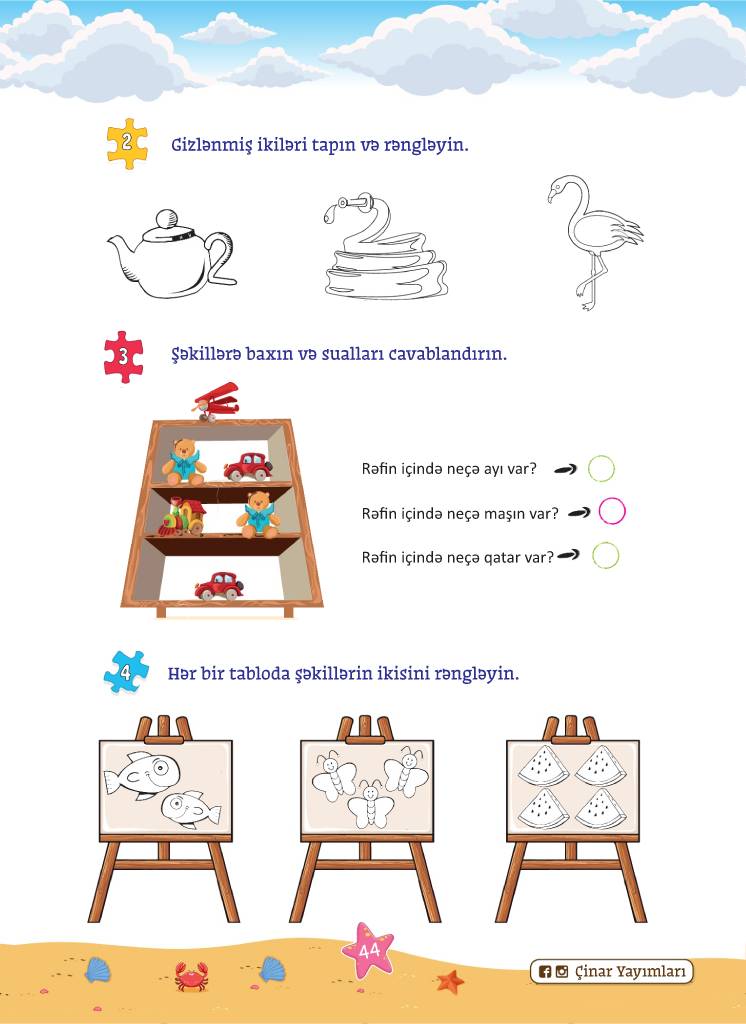 2
Gizlənmiş ikiləri tapın və rəngləyin.
3
Şəkillərə baxın və sualları cavablandırın.
Rəfin içində neçə ayı var?
Rəfin içində neçə maşın var?
Rəfin içində neçə qatar var?
4
Hər bir tabloda şəkillərin ikisini rəngləyin.
44
Çinar Yayımları